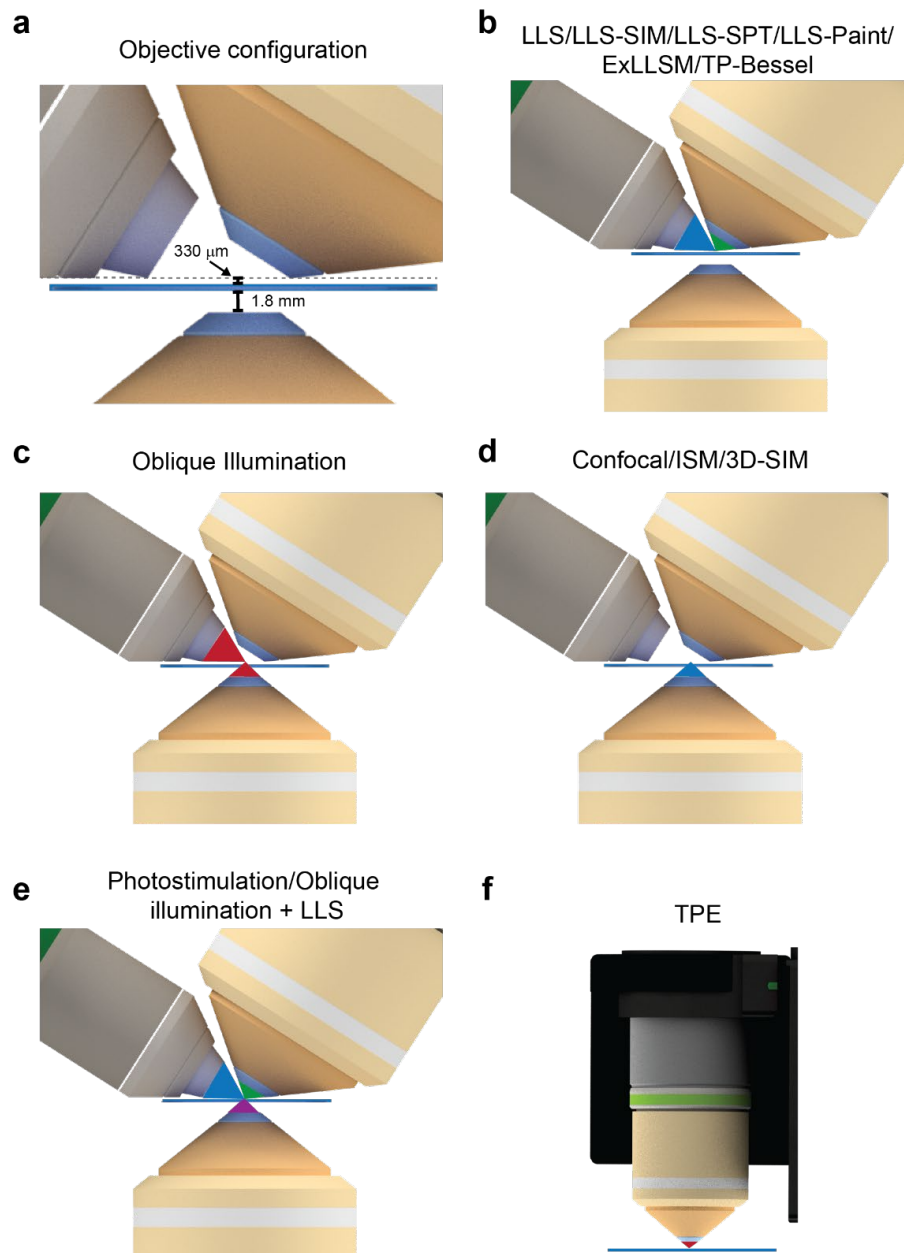 a
Objective configuration
330 μm
1.8 mm
b
LLS/LLS-SIM/LLS-SPT/LLS-Paint/
ExLLSM/TP-Bessel
c
Oblique Illumination
d
Confocal/ISM/3D-SIM
e
Photostimulation/Oblique
illumination + LLS
f
TPE